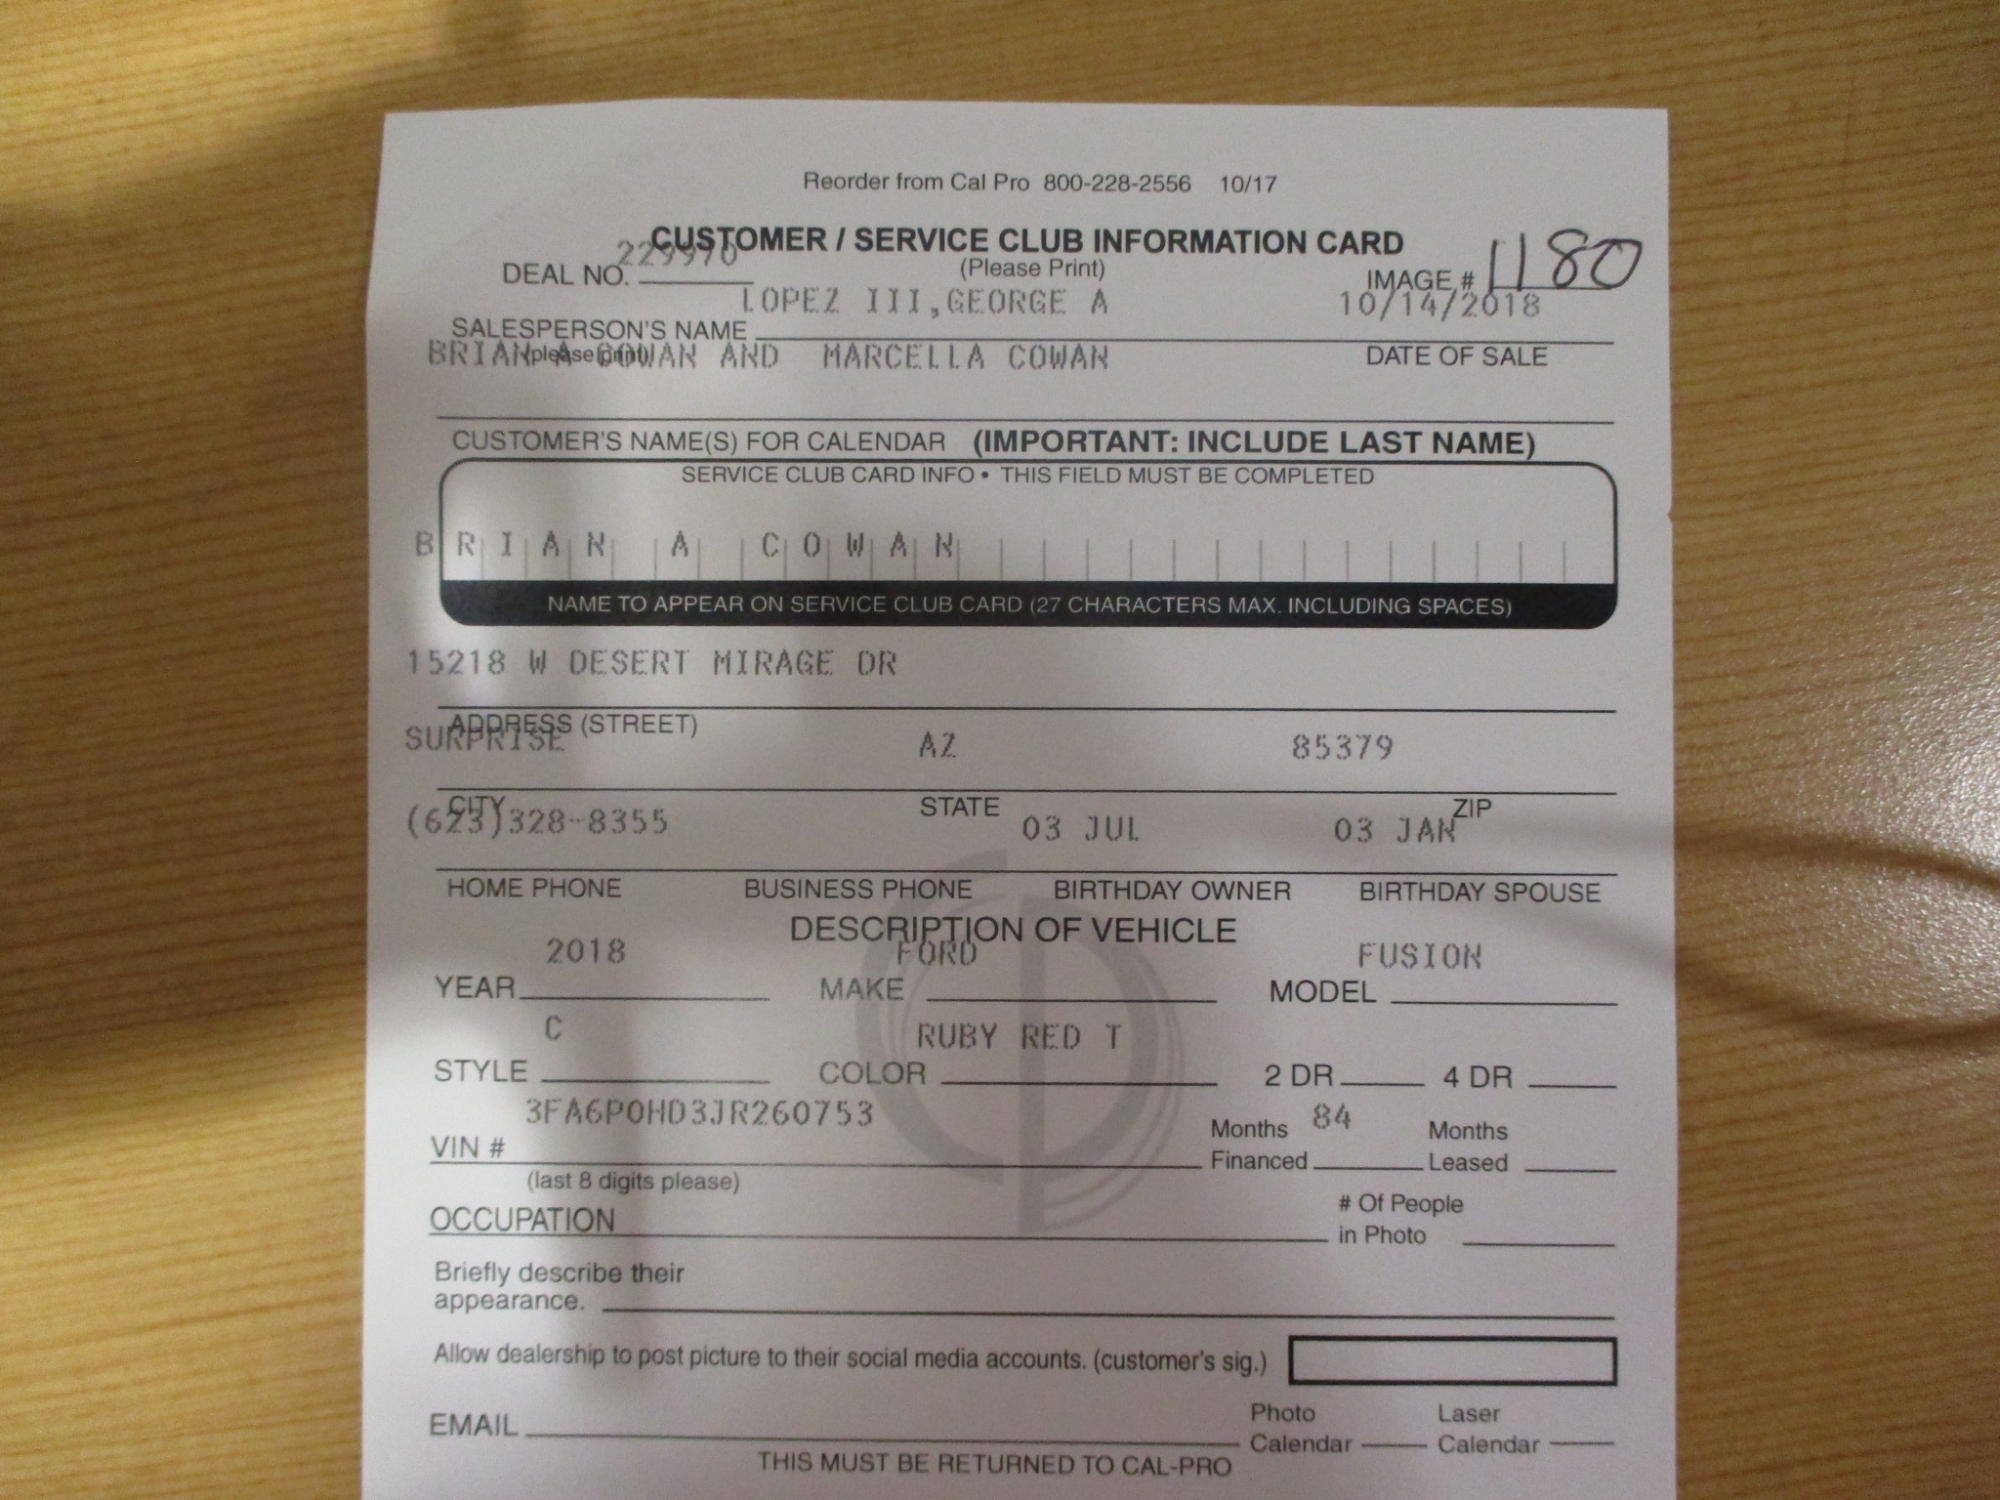 Reorder from Cal Pro 800-228-2556 10/17
CUSTOMER / SERVICE CLUB INFORMATION CARD
DEAL NO. 229970 (Please Print) IMAGE # 1180
LOPEZ III,GEORGE A 10/14/2018
SALESPERSON'S NAME
(please print) DATE OF SALE
BRIAN A COWAN AND MARCELLA COWAN
CUSTOMER'S NAME(S) FOR CALENDAR (IMPORTANT: INCLUDE LAST NAME)
SERVICE CLUB CARD INFO • THIS FIELD MUST BE COMPLETED
BRIAN A COWAN
NAME TO APPEAR ON SERVICE CLUB CARD (27 CHARACTERS MAX. INCLUDING SPACES)
15218 W DESERT MIRAGE DR
ADDRESS (STREET)
SURPRISE AZ 85379
CITY STATE ZIP
(623)328-8355 03 JUL 03 JAN
HOME PHONE BUSINESS PHONE BIRTHDAY OWNER BIRTHDAY SPOUSE
DESCRIPTION OF VEHICLE
2018 FORD FUSION
YEAR MAKE MODEL
C RUBY RED T
STYLE COLOR 2 DR 4 DR
3FA6P0HD3JR260753 84
VIN # Months Financed Months Leased
(last 8 digits please)
OCCUPATION # Of People in Photo
Briefly describe their
appearance.
Allow dealership to post picture to their social media accounts. (customer's sig.)
EMAIL Photo Calendar Laser Calendar
THIS MUST BE RETURNED TO CAL-PRO